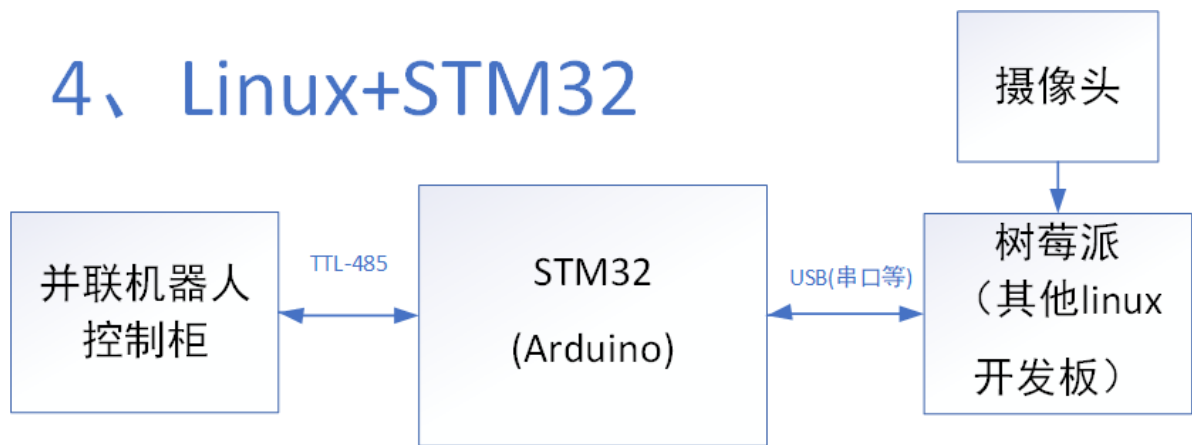 4、Linux+STM32
摄像头
并联机器人
控制柜
TTL-485
STM32
(Arduino)
USB(串口等)
树莓派
（其他linux
开发板）